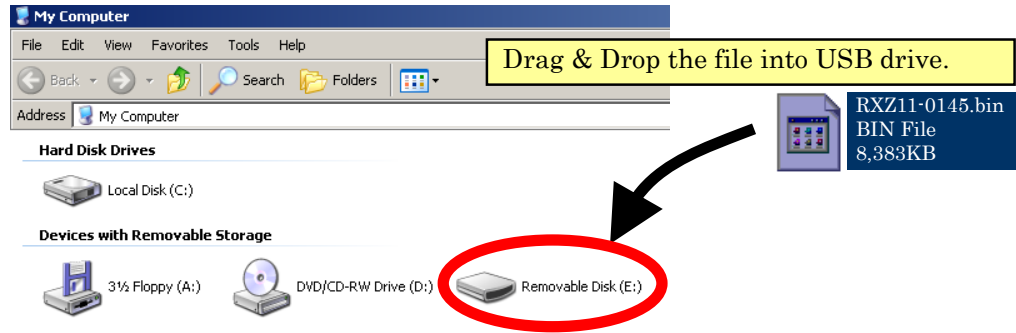 My Computer
File Edit View Favorites Tools Help
Drag & Drop the file into USB drive.
Back Search Folders
Address My Computer
RXZ11-0145.bin
BIN File
8,383KB
Hard Disk Drives
Local Disk (C:)
Devices with Removable Storage
3½ Floppy (A:) DVD/CD-RW Drive (D:) Removable Disk (E:)